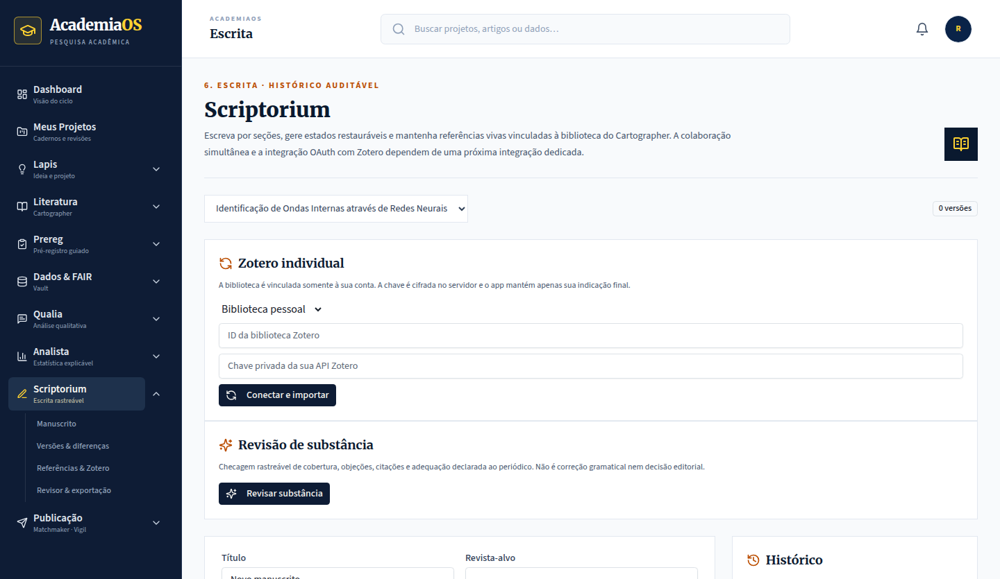 AcademiaOS
PESQUISA ACADÊMICA
Dashboard
Visão do ciclo
Meus Projetos
Cadernos e revisões
Lapis
Ideia e projeto
Literatura
Cartographer
Prereg
Pré-registro guiado
Dados & FAIR
Vault
Qualia
Análise qualitativa
Analista
Estatística explicável
Scriptorium
Escrita rastreável
Manuscrito
Versões & diferenças
Referências & Zotero
Revisor & exportação
Publicação
Matchmaker · Vigil
ACADEMIAOS
Escrita
Buscar projetos, artigos ou dados...
R
6. ESCRITA · HISTÓRICO AUDITÁVEL
Scriptorium
Escreva por seções, gere estados restauráveis e mantenha referências vivas vinculadas à biblioteca do Cartographer. A colaboração
simultânea e a integração OAuth com Zotero dependem de uma próxima integração dedicada.
Identificação de Ondas Internas através de Redes Neurais
0 versões
Zotero individual
A biblioteca é vinculada somente à sua conta. A chave é cifrada no servidor e o app mantém apenas sua indicação final.
Biblioteca pessoal
ID da biblioteca Zotero
Chave privada da sua API Zotero
Conectar e importar
Revisão de substância
Checagem rastreável de cobertura, objeções, citações e adequação declarada ao periódico. Não é correção gramatical nem decisão editorial.
Revisar substância
Título
Revista-alvo
Novo manuscrito
Histórico